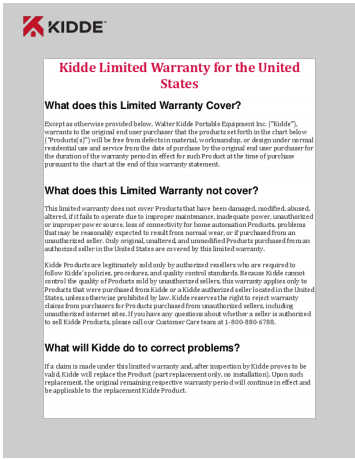 KIDDE
Kidde Limited Warranty for the United
States
What does this Limited Warranty Cover?
Except as otherwise provided below, Walter Kidde Portable Equipment Inc. ("Kidde"),
warrants to the original end user purchaser that the products set forth in the chart below
("Products[s]") will be free from defects in material, workmanship, or design under normal
residential use and service from the date of purchase by the original end user purchaser for
the duration of the warranty period in effect for such Product at the time of purchase
pursuant to the chart at the end of this warranty statement.
What does this Limited Warranty not cover?
This limited warranty does not cover Products that have been damaged, modified, abused,
altered, if it fails to operate due to improper maintenance, inadequate power, unauthorized
or improper power source, loss of connectivity for home automation Products, problems
that may be reasonably expected to result from normal wear, or if purchased from an
unauthorized seller. Only original, unaltered, and unmodified Products purchased from an
authorized seller in the United States are covered by this limited warranty.
Kidde Products are legitimately sold only by authorized resellers who are required to
follow Kidde's policies, procedures, and quality control standards. Because Kidde cannot
control the quality of Products sold by unauthorized sellers, this warranty applies only to
Products that were purchased from Kidde or a Kidde authorized seller located in the United
States, unless otherwise prohibited by law. Kidde reserves the right to reject warranty
claims from purchasers for Products purchased from unauthorized sellers, including
unauthorized internet sites. If you have any questions about whether a seller is authorized
to sell Kidde Products, please call our Customer Care team at 1-800-880-6788.
What will Kidde do to correct problems?
If a claim is made under this limited warranty and, after inspection by Kidde proves to be
valid, Kidde will replace the Product (part replacement only, no installation). Upon such
replacement, the original remaining respective warranty period will continue in effect and
be applicable to the replacement Kidde Product.